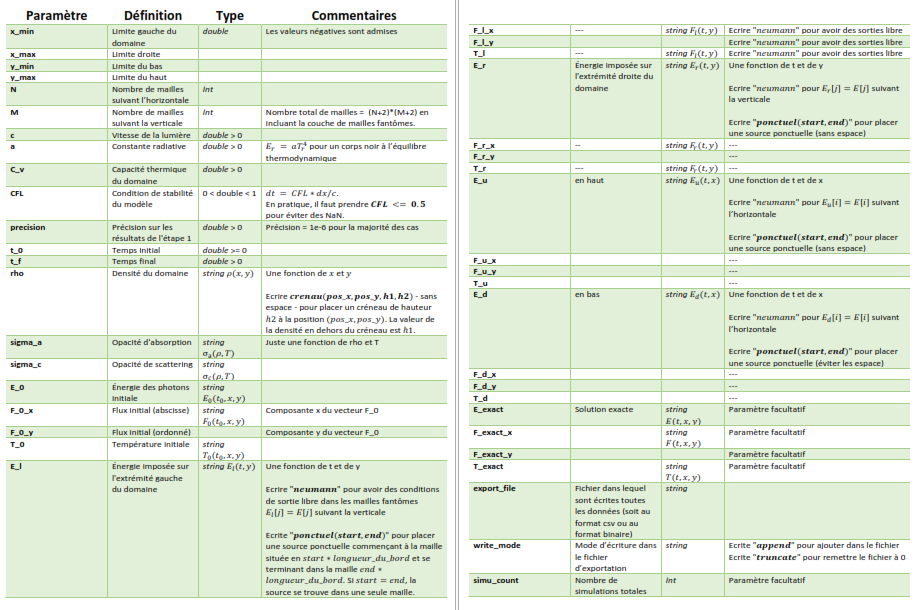 Paramètre Définition Type Commentaires
x_min Limite gauche du double Les valeurs négatives sont admises
domaine
x_max Limite droite
y_min Limite du bas
y_max Limite du haut
N Nombre de mailles Int
suivant l'horizontale
M Nombre de mailles Int Nombre total de mailles = (N+2)*(M+2) en
suivant la verticale incluant la couche de mailles fantômes.
c Vitesse de la lumière double > 0
a Constante radiative double > 0 E_r = aT_r^4 pour un corps noir à l'équilibre
thermodynamique
C_v Capacité thermique double > 0
du domaine
CFL Condition de stabilité 0 < double < 1 dt = CFL * dx/c.
du modèle En pratique, il faut prendre CFL <= 0.5
pour éviter des NaN.
precision Précision sur les double > 0 Précision = 1e-6 pour la majorité des cas
résultats de l'étape 1
t_0 Temps initial double >= 0
t_f Temps final double > 0
rho Densité du domaine string ρ(x, y) Une fonction de x et y
Ecrire crenau(pos_x, pos_y, h1, h2) - sans
espace - pour placer un créneau de hauteur
h2 à la position (pos_x, pos_y). La valeur de
la densité en dehors du créneau est h1.
sigma_a Opacité d'absorption string Juste une fonction de rho et T
σ_a(ρ, T)
sigma_c Opacité de scattering string
σ_c(ρ, T)
E_0 Énergie des photons string
initiale E_0(t_0, x, y)
F_0_x Flux initial (abscisse) string Composante x du vecteur F_0
F_0(t_0, x, y)
F_0_y Flux initial (ordonné) Composante y du vecteur F_0
T_0 Température initiale string
T_0(t_0, x, y)
E_l Énergie imposée sur string E_l(t, y) Une fonction de t et de y
l'extrémité gauche
du domaine Ecrire "neumann" pour avoir des conditions
de sortie libre dans les mailles fantômes
E_l[j] = E[j] suivant la verticale
Ecrite "ponctuel(start, end)" pour placer
une source ponctuelle commençant à la maille
située en start * longueur_du_bord et se
terminant dans la maille end *
longueur_du_bord. Si start = end, la
source se trouve dans une seule maille.
F_l_x --- string F_l(t, y) Ecrire "neumann" pour avoir des sorties libre
F_l_y Ecrire "neumann" pour avoir des sorties libre
T_l --- string F_l(t, y) Ecrire "neumann" pour avoir des sorties libre
E_r Énergie imposée sur string E_r(t, y) Une fonction de t et de y
l'extrémité droite du
domaine Ecrire "neumann" pour E_r[j] = E[j] suivant
la verticale
Ecrire "ponctuel(start, end)" pour placer
une source ponctuelle (sans espace)
F_r_x -- string F_r(t, y) ---
F_r_y ---
T_r --- string F_r(t, y) ---
E_u en haut string E_u(t, x) Une fonction de t et de x
Ecrire "neumann" pour E_u[i] = E[i] suivant
l'horizontale
Ecrire "ponctuel(start, end)" pour placer
une source ponctuelle (sans espace)
F_u_x ---
F_u_y ---
T_u ---
E_d en bas string E_d(t, x) Une fonction de t et de x
Ecrire "neumann" pour E_d[i] = E[i] suivant
l'horizontale
Ecrire "ponctuel(start, end)" pour placer
une source ponctuelle (éviter les espace)
F_d_x ---
F_d_y ---
T_d ---
E_exact Solution exacte string Paramètre facultatif
E(t, x, y)
F_exact_x string Paramètre facultatif
F(t, x, y)
F_exact_y Paramètre facultatif
T_exact string Paramètre facultatif
T(t, x, y)
export_file Fichier dans lequel string
sont écrites toutes
les données (soit au
format csv ou au
format binaire)
write_mode Mode d'écriture dans string Ecrite "append" pour ajouter dans le fichier
le fichier Ecrite "truncate" pour remettre le fichier à 0
d'exportation
simu_count Nombre de Int Paramètre facultatif
simulations totales